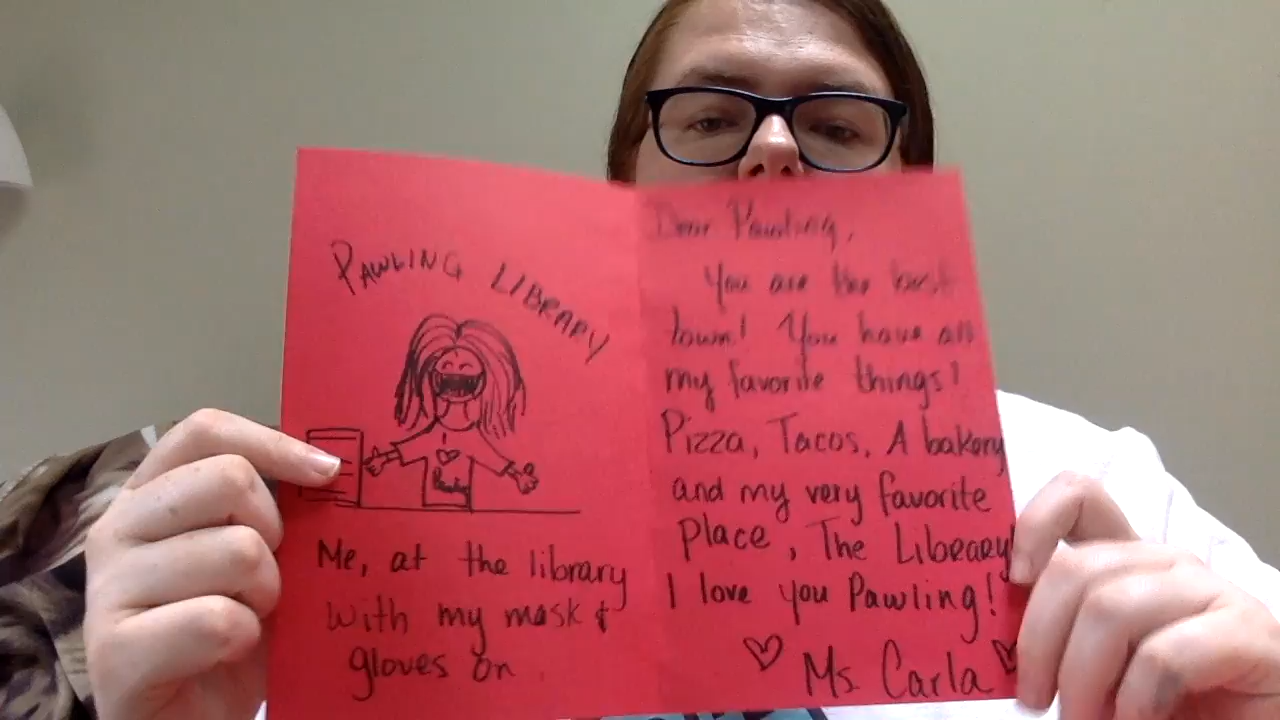 PAWLING LIBRARY
Me, at the library
with my mask &
gloves on
Dear Pawling,
You are the best
town! You have all
my favorite things!
Pizza, Tacos, A bakery
and my very favorite
Place, The Library!
I love you Pawling!
Ms. Carla